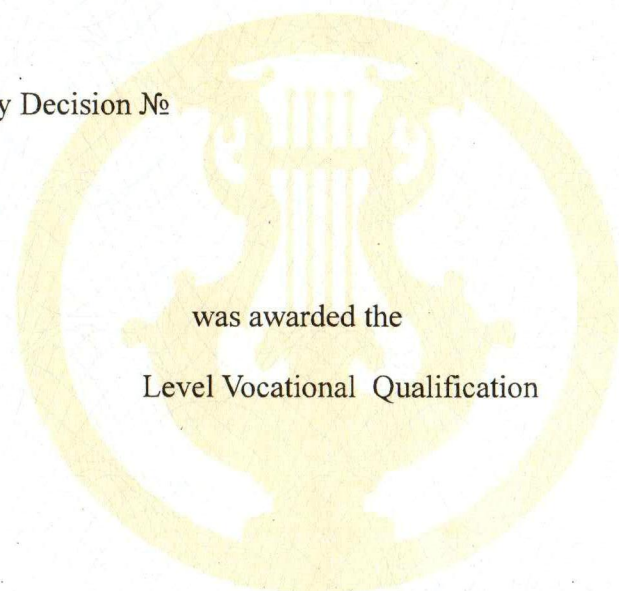 y Decision №
was awarded the
Level Vocational Qualification